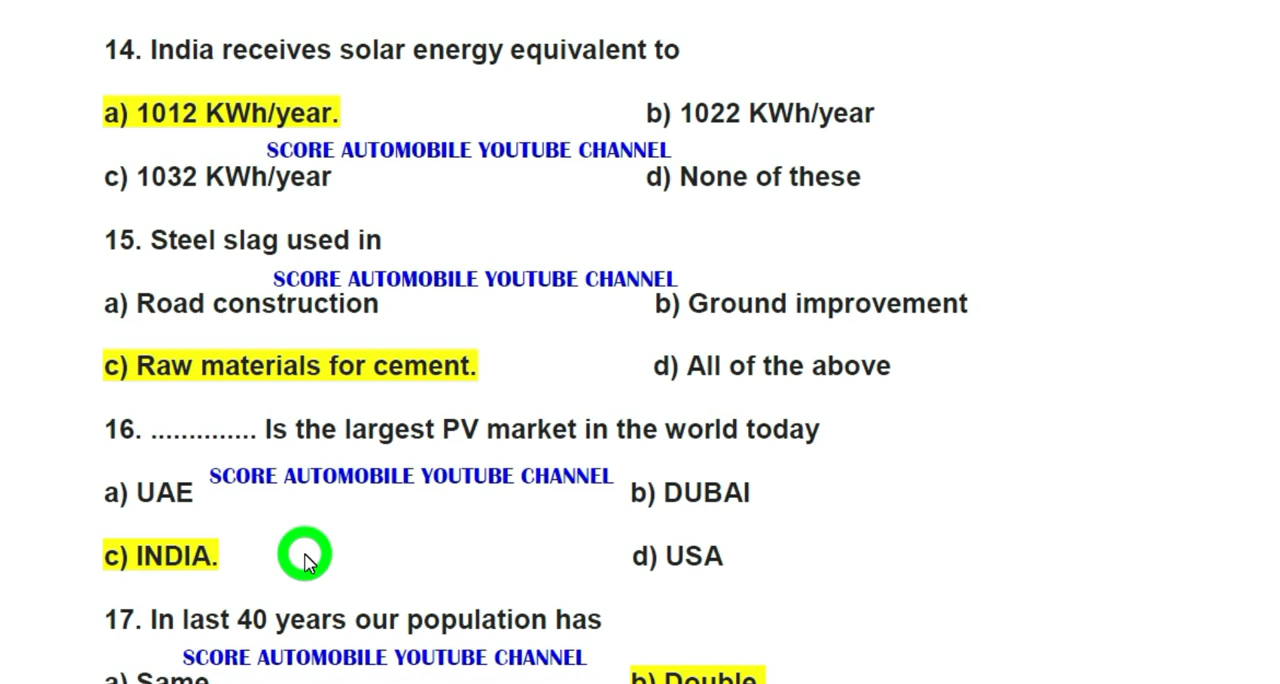 14. India receives solar energy equivalent to
a) 1012 KWh/year. b) 1022 KWh/year
SCORE AUTOMOBILE YOUTUBE CHANNEL
c) 1032 KWh/year d) None of these
15. Steel slag used in
SCORE AUTOMOBILE YOUTUBE CHANNEL
a) Road construction b) Ground improvement
c) Raw materials for cement. d) All of the above
16. .............. Is the largest PV market in the world today
SCORE AUTOMOBILE YOUTUBE CHANNEL
a) UAE b) DUBAI
c) INDIA. d) USA
17. In last 40 years our population has
SCORE AUTOMOBILE YOUTUBE CHANNEL
a) Same b) Double